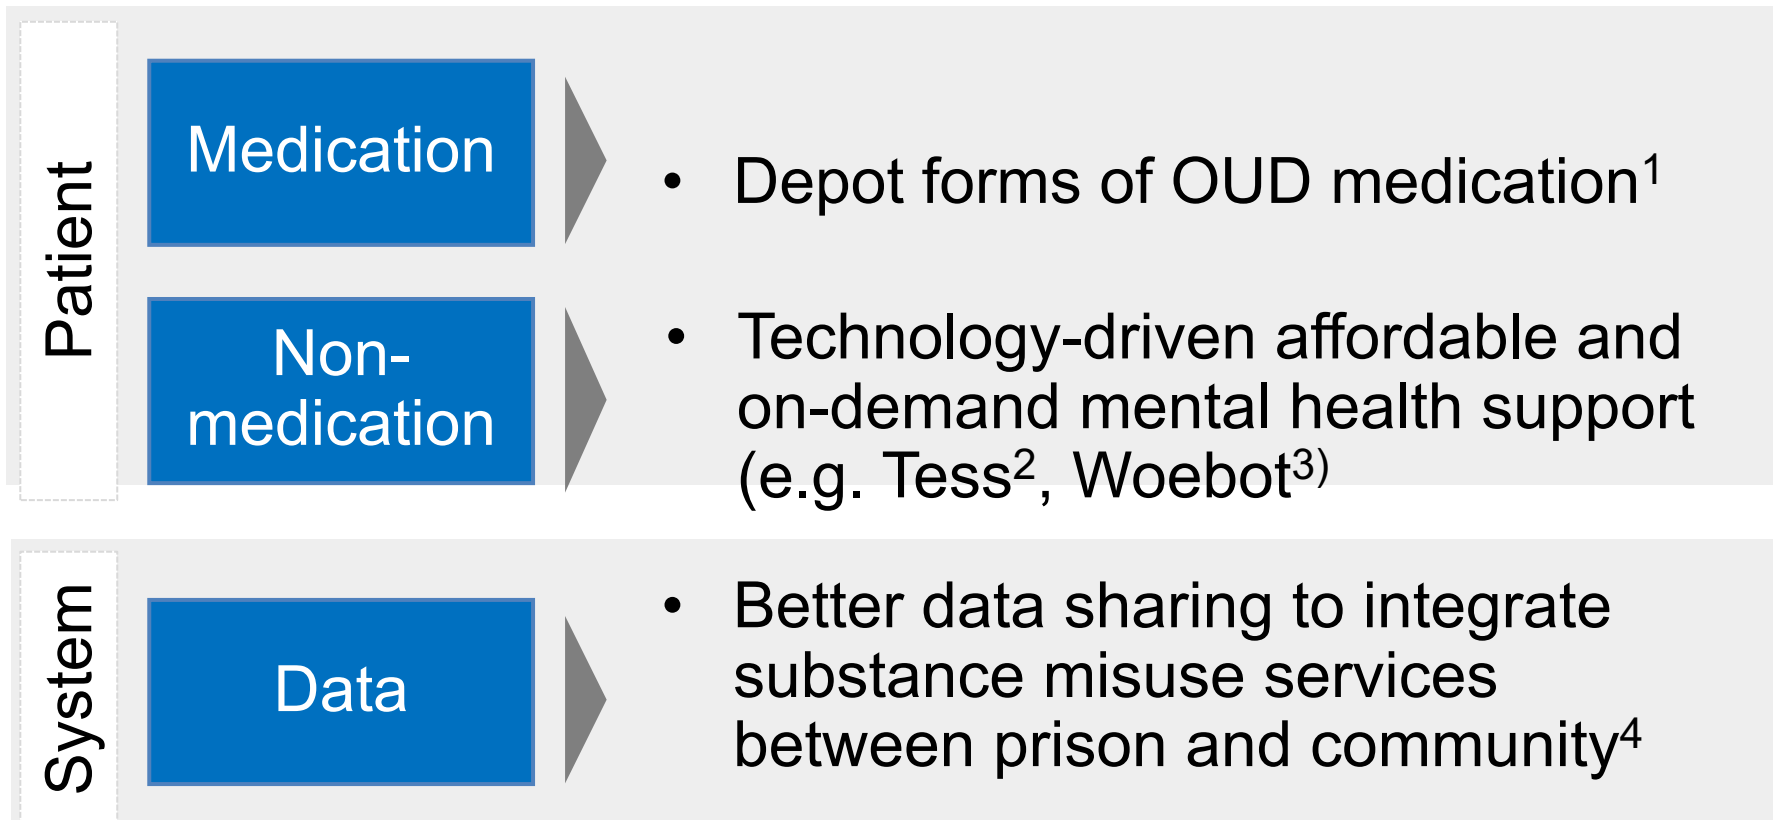 Patient
Medication
• Depot forms of OUD medication¹
Non-
medication
• Technology-driven affordable and
on-demand mental health support
(e.g. Tess², Woebot³⁾
System
Data
• Better data sharing to integrate
substance misuse services
between prison and community⁴